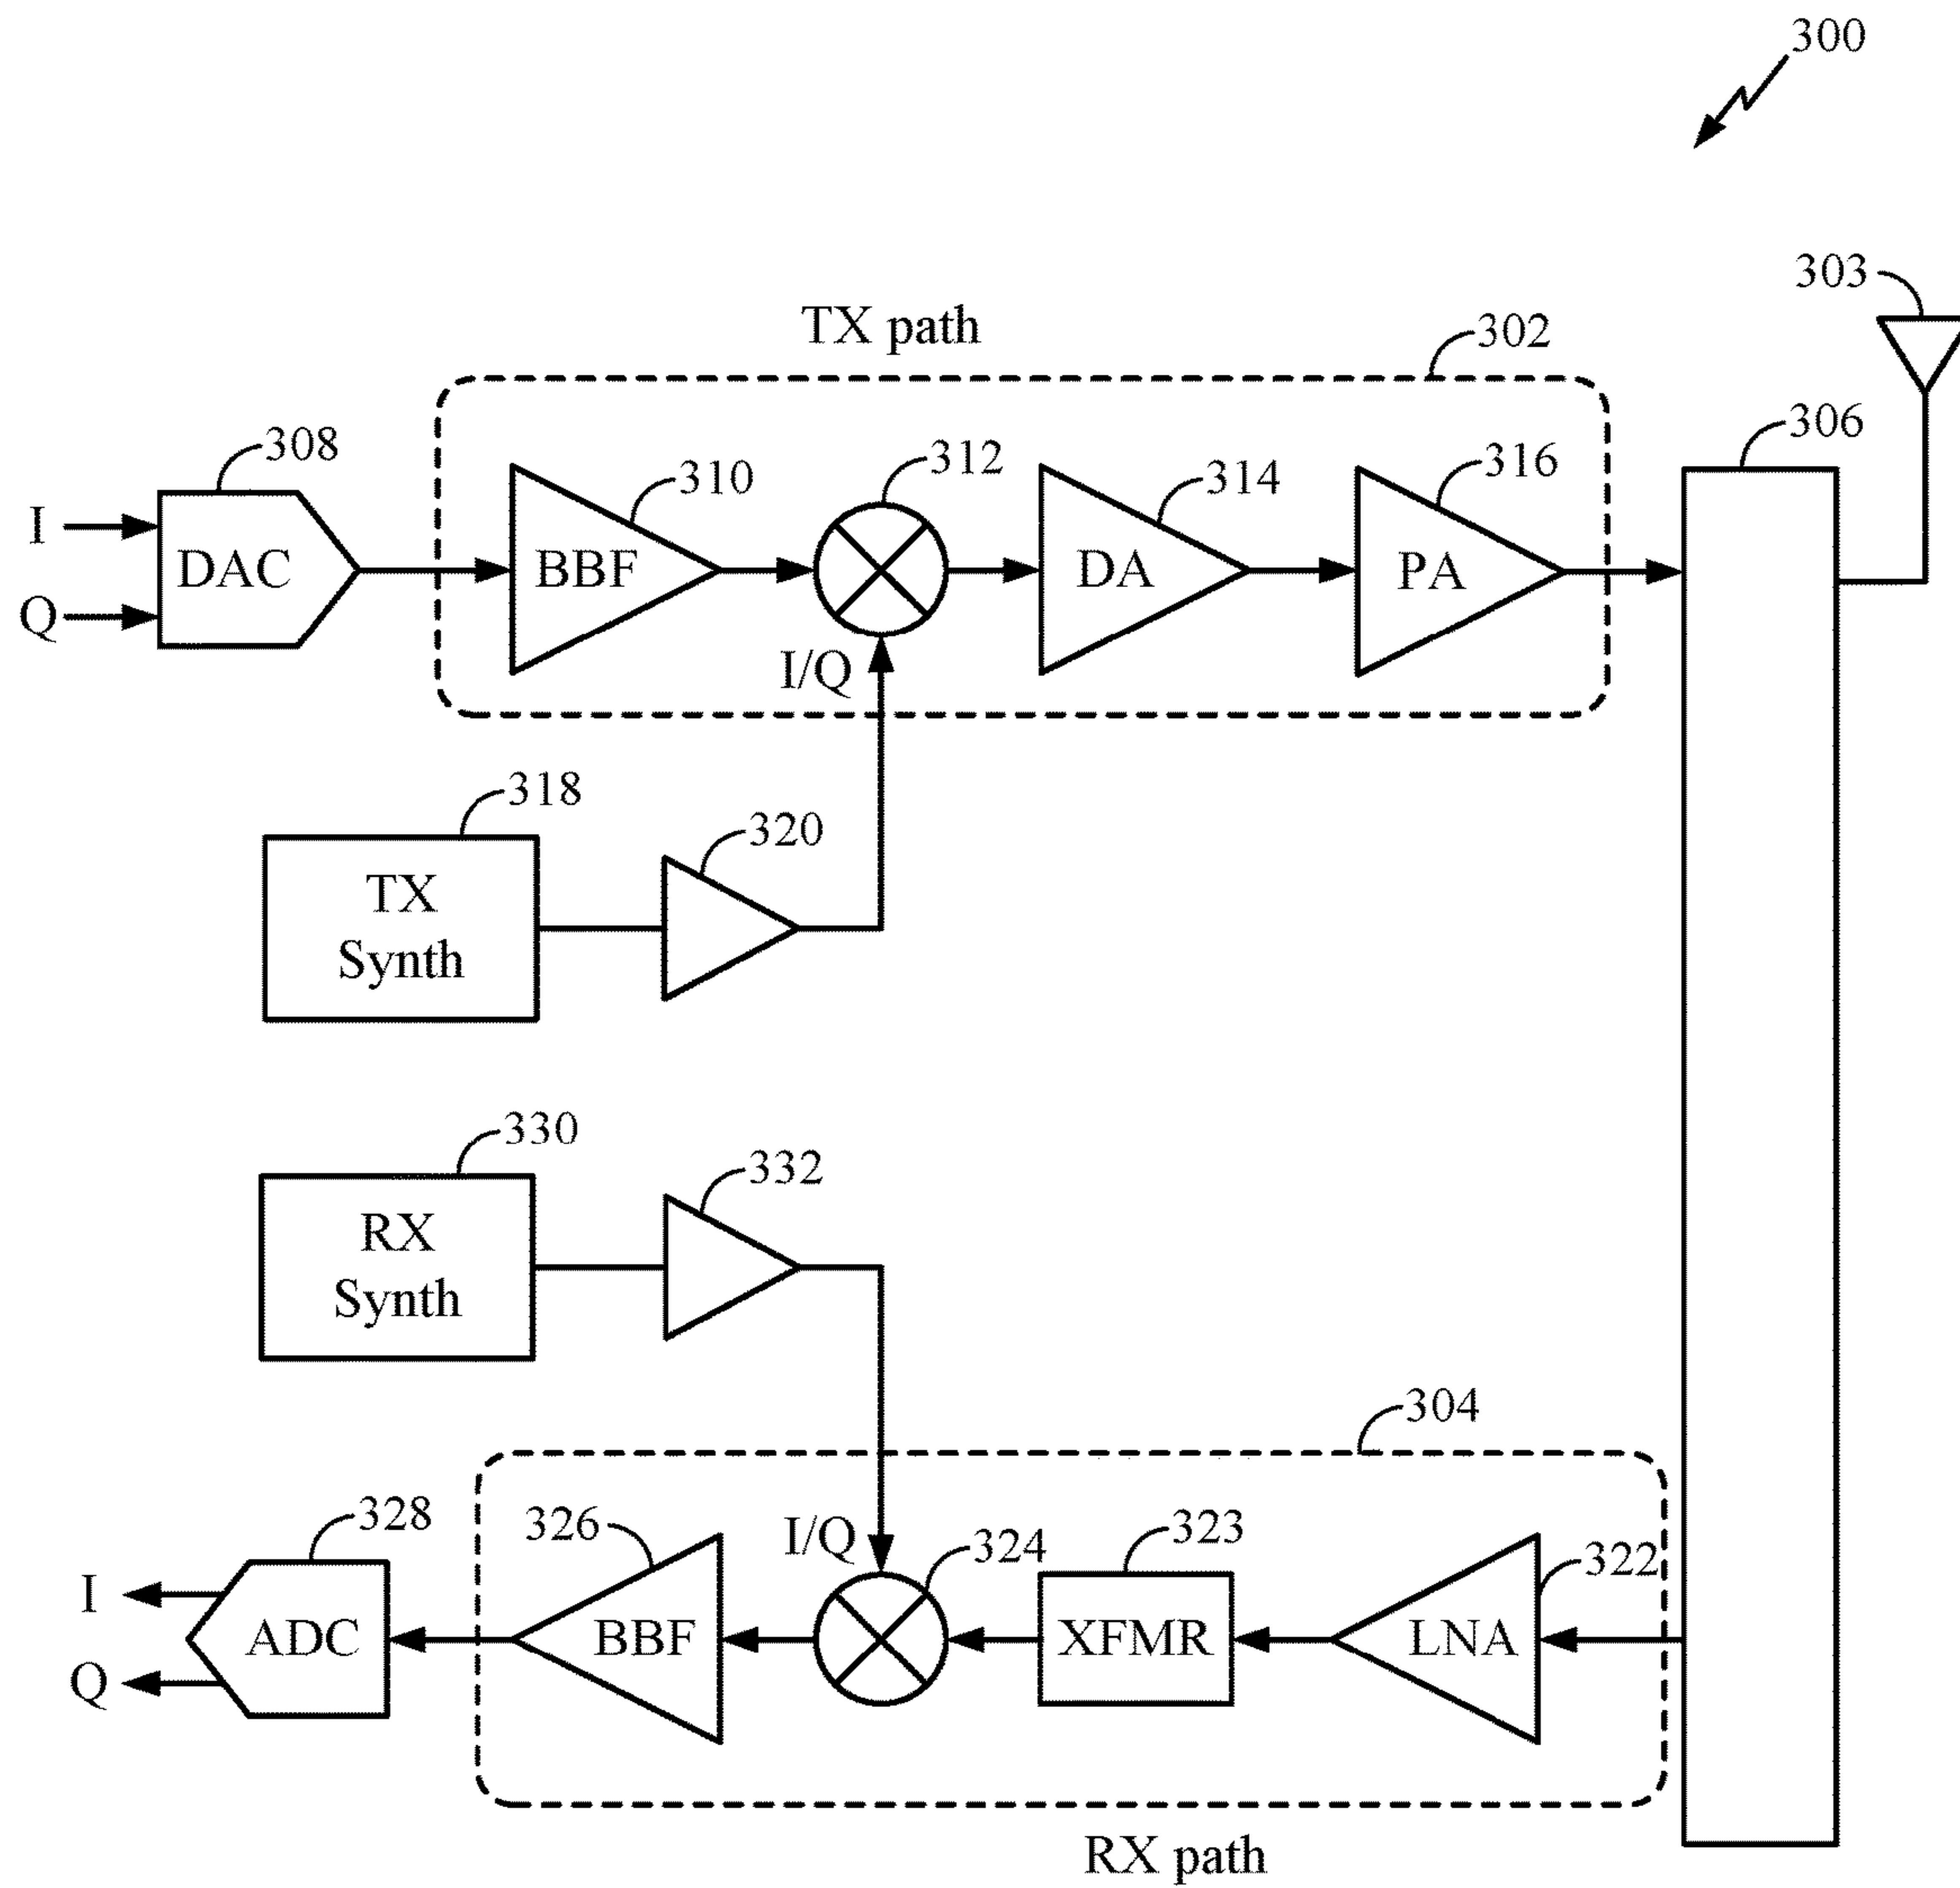 300
303
TX path
302
306
308
310
312
314
316
I
Q
DAC
BBF
DA
PA
I/Q
318
320
TX
Synth
330
332
RX
Synth
304
328
326
I/Q
324
323
322
I
Q
ADC
BBF
XFMR
LNA
RX path